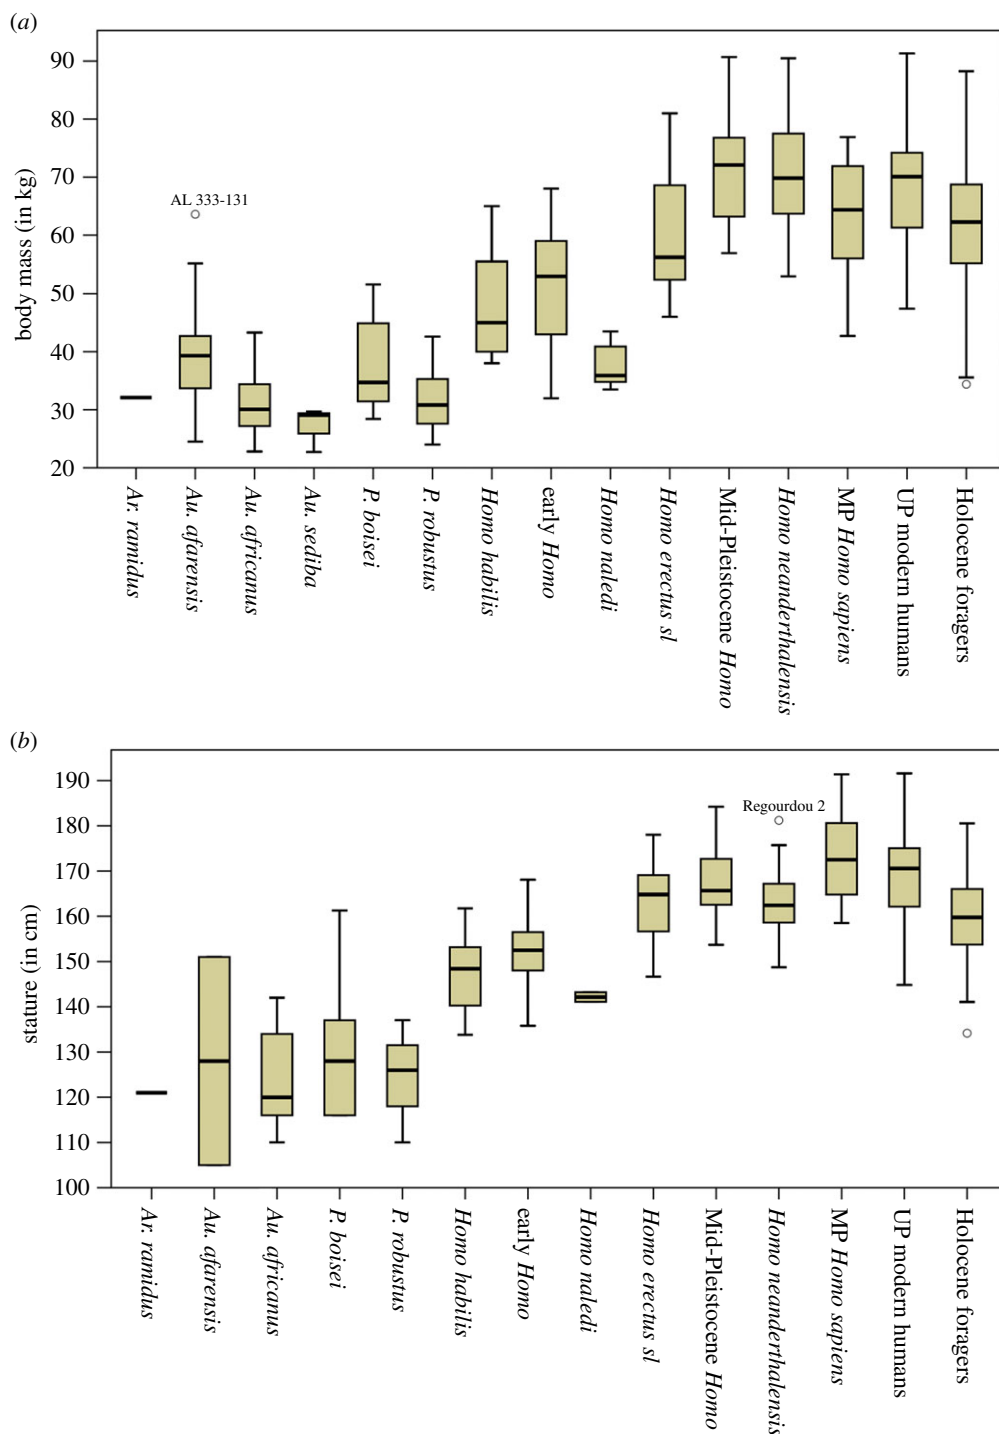 (a)
body mass (in kg)
90
80
70
60
50
40
30
20
AL 333-131
Ar. ramidus
Au. afarensis
Au. africanus
Au. sediba
P. boisei
P. robustus
Homo habilis
early Homo
Homo naledi
Homo erectus sl
Mid-Pleistocene Homo
Homo neanderthalensis
MP Homo sapiens
UP modern humans
Holocene foragers
(b)
stature (in cm)
190
180
170
160
150
140
130
120
110
100
Regourdou 2
Ar. ramidus
Au. afarensis
Au. africanus
P. boisei
P. robustus
Homo habilis
early Homo
Homo naledi
Homo erectus sl
Mid-Pleistocene Homo
Homo neanderthalensis
MP Homo sapiens
UP modern humans
Holocene foragers